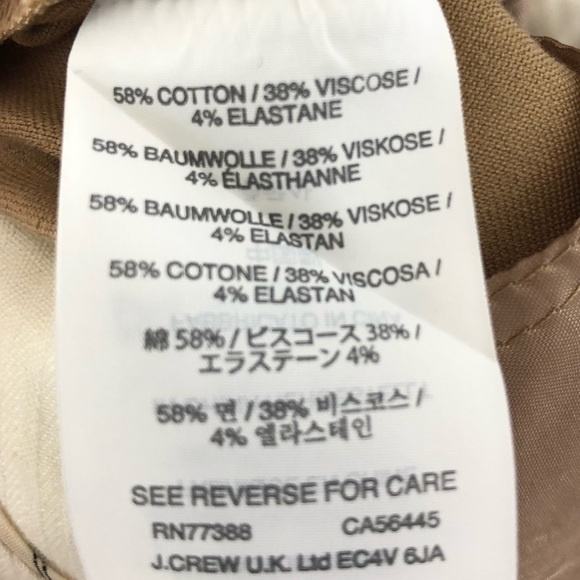 58% COTTON / 38% VISCOSE /
4% ELASTANE
58% BAUMWOLLE / 38% VISKOSE /
4% ÉLASTHANNE
58% BAUMWOLLE / 38% VISKOSE /
4% ELASTAN
58% COTONE / 38% VISCOSA /
4% ELASTAN
綿 58% / ビスコース 38% /
エラステーン 4%
58% 면 / 38% 비스코스 /
4% 엘라스테인
SEE REVERSE FOR CARE
RN77388 CA56445
J.CREW U.K. Ltd EC4V 6JA